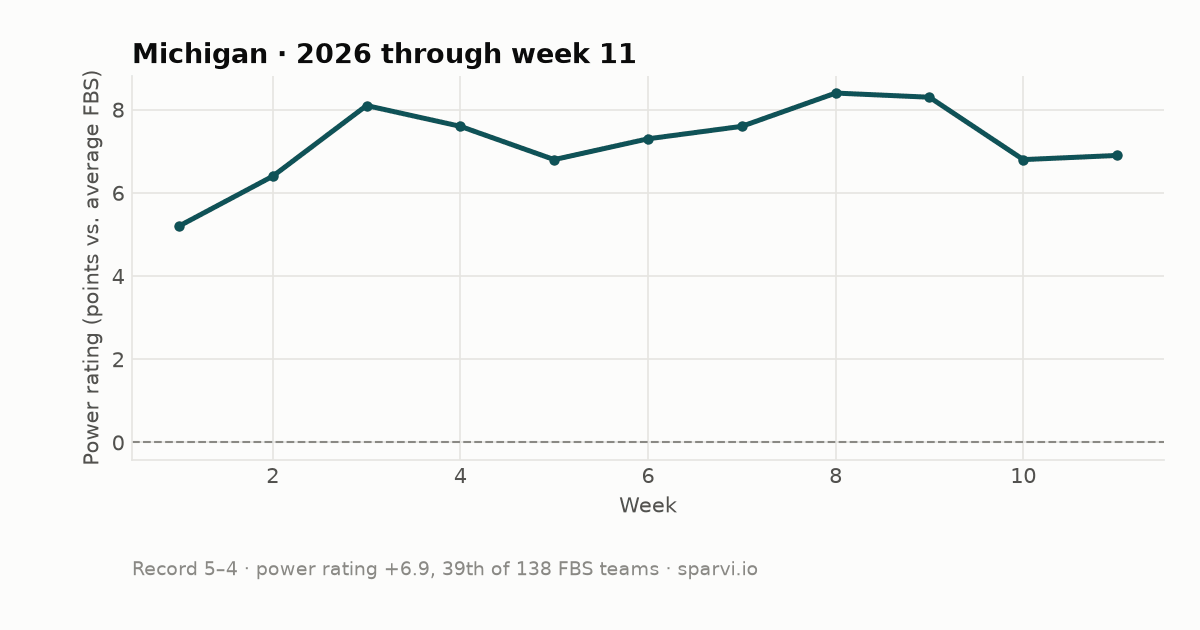 Michigan · 2026 through week 11
Power rating (points vs. average FBS)
8
6
4
2
0
2 4 6 8 10
Week
Record 5–4 · power rating +6.9, 39th of 138 FBS teams · sparvi.io